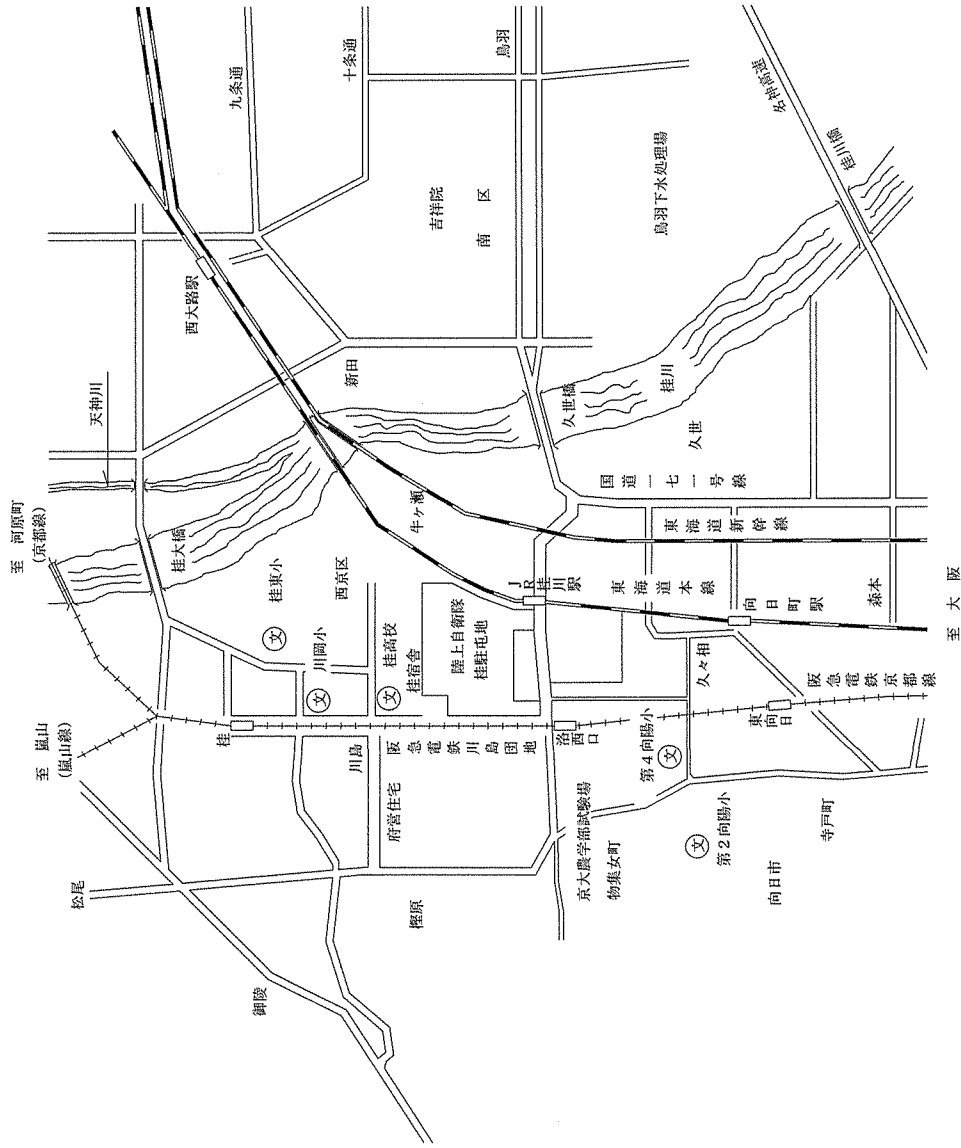 至 河原町
(京都線)
至 嵐山
(嵐山線)
天神川
九条通
十条通
鳥羽
名神高速
桂川橋
西大路駅
吉祥院
南区
鳥羽下水処理場
新田
桂大橋
久世橋
桂川
久世
国道一七一号線
東海道新幹線
牛ヶ瀬
桂東小
西京区
文
川岡小
文
桂高校
文
桂宿舎
陸上自衛隊
桂駐屯地
JR桂川駅
東海道本線
向日町駅
森本
至大阪
久々相
桂
川島
阪急電鉄川島団地
洛西口
第4向陽小
文
東向日
阪急電鉄京都線
松尾
府営住宅
京大農学部試験場
物集女町
文
第2向陽小
寺戸町
向日市
樫原
御陵